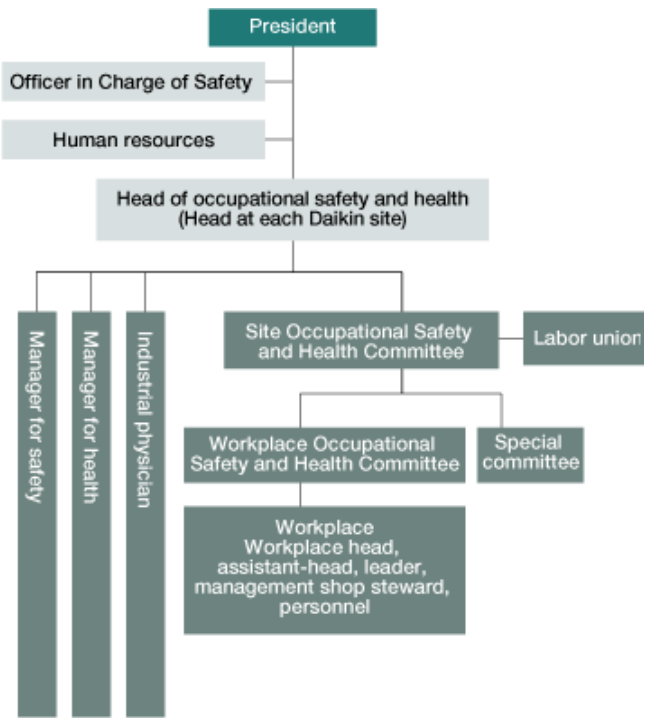 President
Officer in Charge of Safety
Human resources
Head of occupational safety and health
(Head at each Daikin site)
Manager for safety
Manager for health
Industrial physician
Site Occupational Safety
and Health Committee
Labor union
Workplace Occupational
Safety and Health Committee
Special
committee
Workplace
Workplace head,
assistant-head, leader,
management shop steward,
personnel